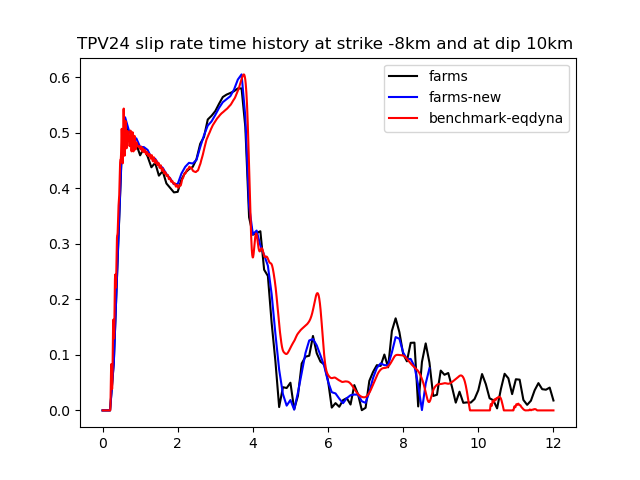 TPV24 slip rate time history at strike -8km and at dip 10km
farms
farms-new
benchmark-eqdyna
0.6
0.5
0.4
0.3
0.2
0.1
0.0
0 2 4 6 8 10 12